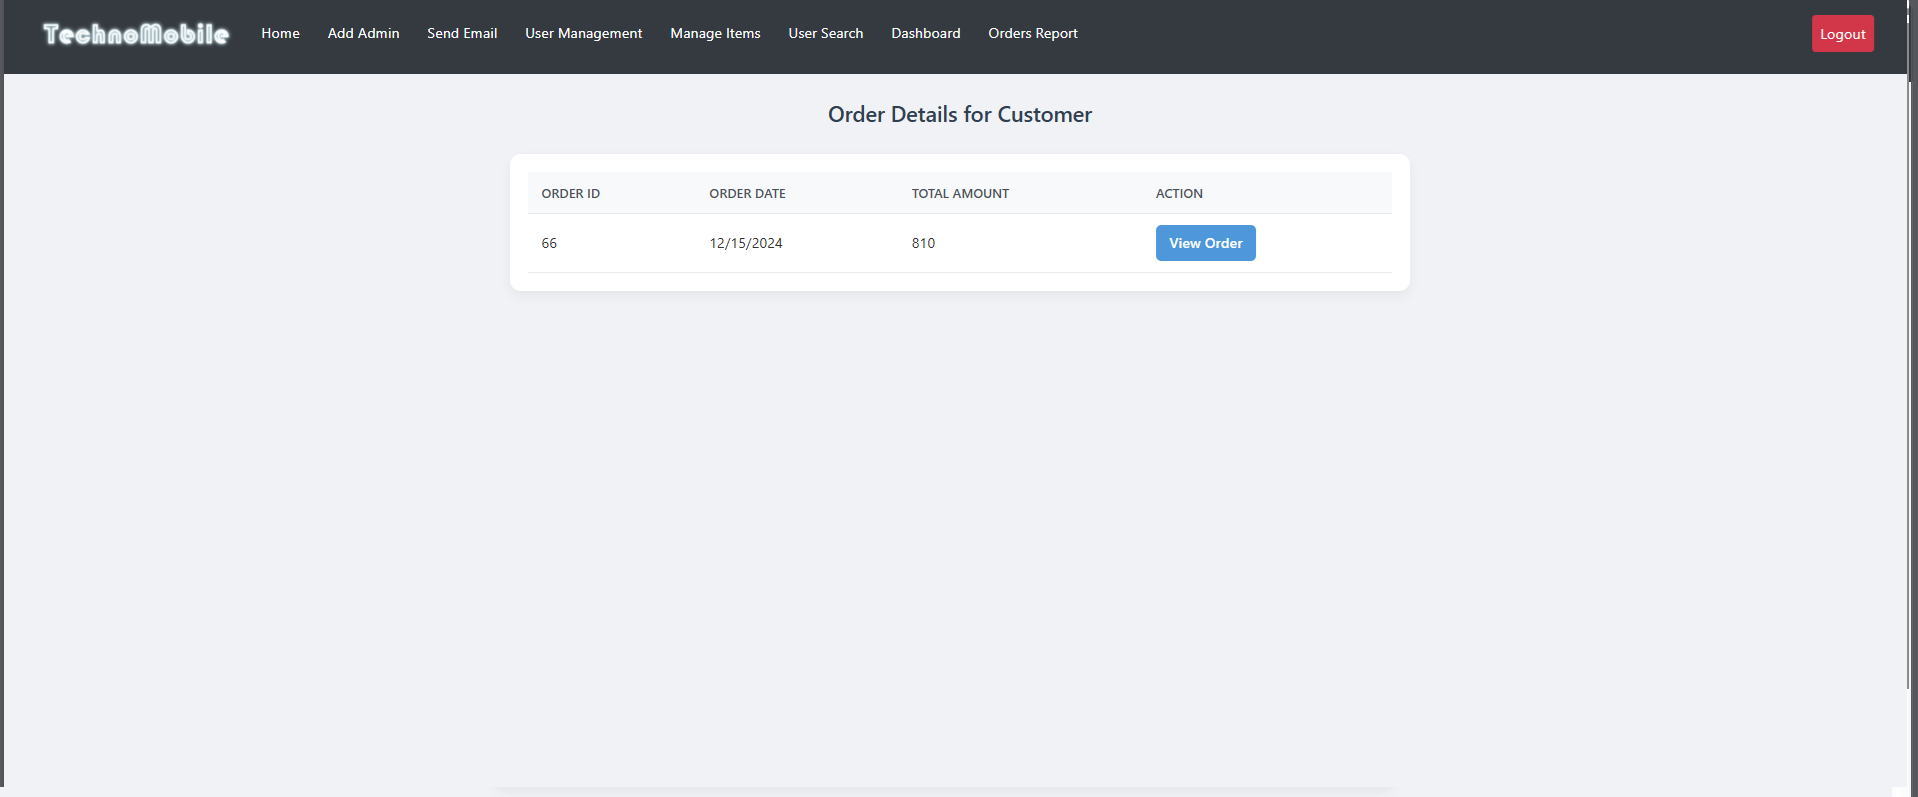 TechnoMobile Home Add Admin Send Email User Management Manage Items User Search Dashboard Orders Report Logout
Order Details for Customer
ORDER ID ORDER DATE TOTAL AMOUNT ACTION
66 12/15/2024 810 View Order